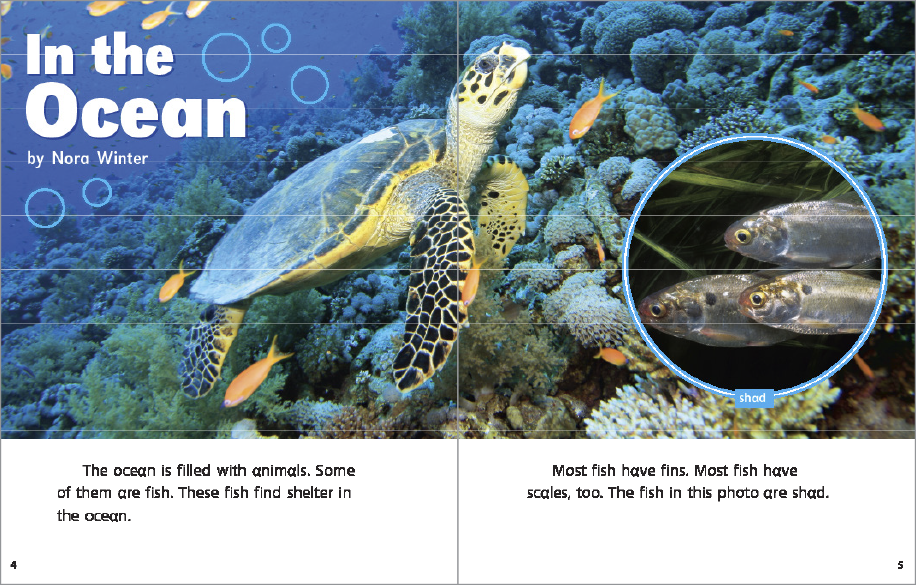 In the
Ocean
by Nora Winter
shad
The ocean is filled with animals. Some
of them are fish. These fish find shelter in
the ocean.
4
Most fish have fins. Most fish have
scales, too. The fish in this photo are shad.
5